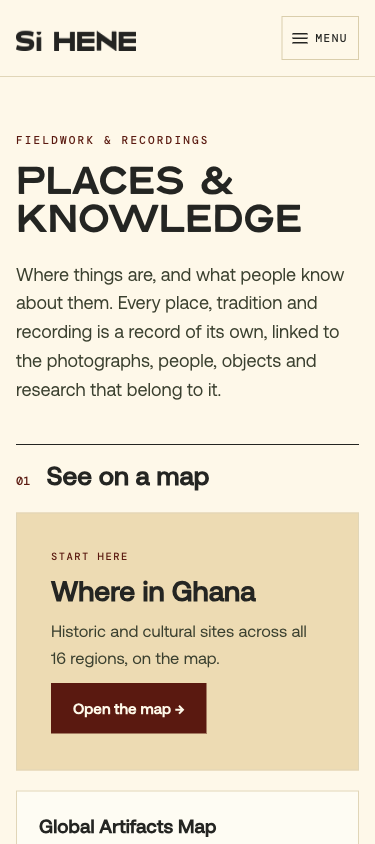 Si HENE
MENU
FIELDWORK & RECORDINGS
PLACES &
KNOWLEDGE
Where things are, and what people know
about them. Every place, tradition and
recording is a record of its own, linked to
the photographs, people, objects and
research that belong to it.
01 See on a map
START HERE
Where in Ghana
Historic and cultural sites across all
16 regions, on the map.
Open the map →
Global Artifacts Map